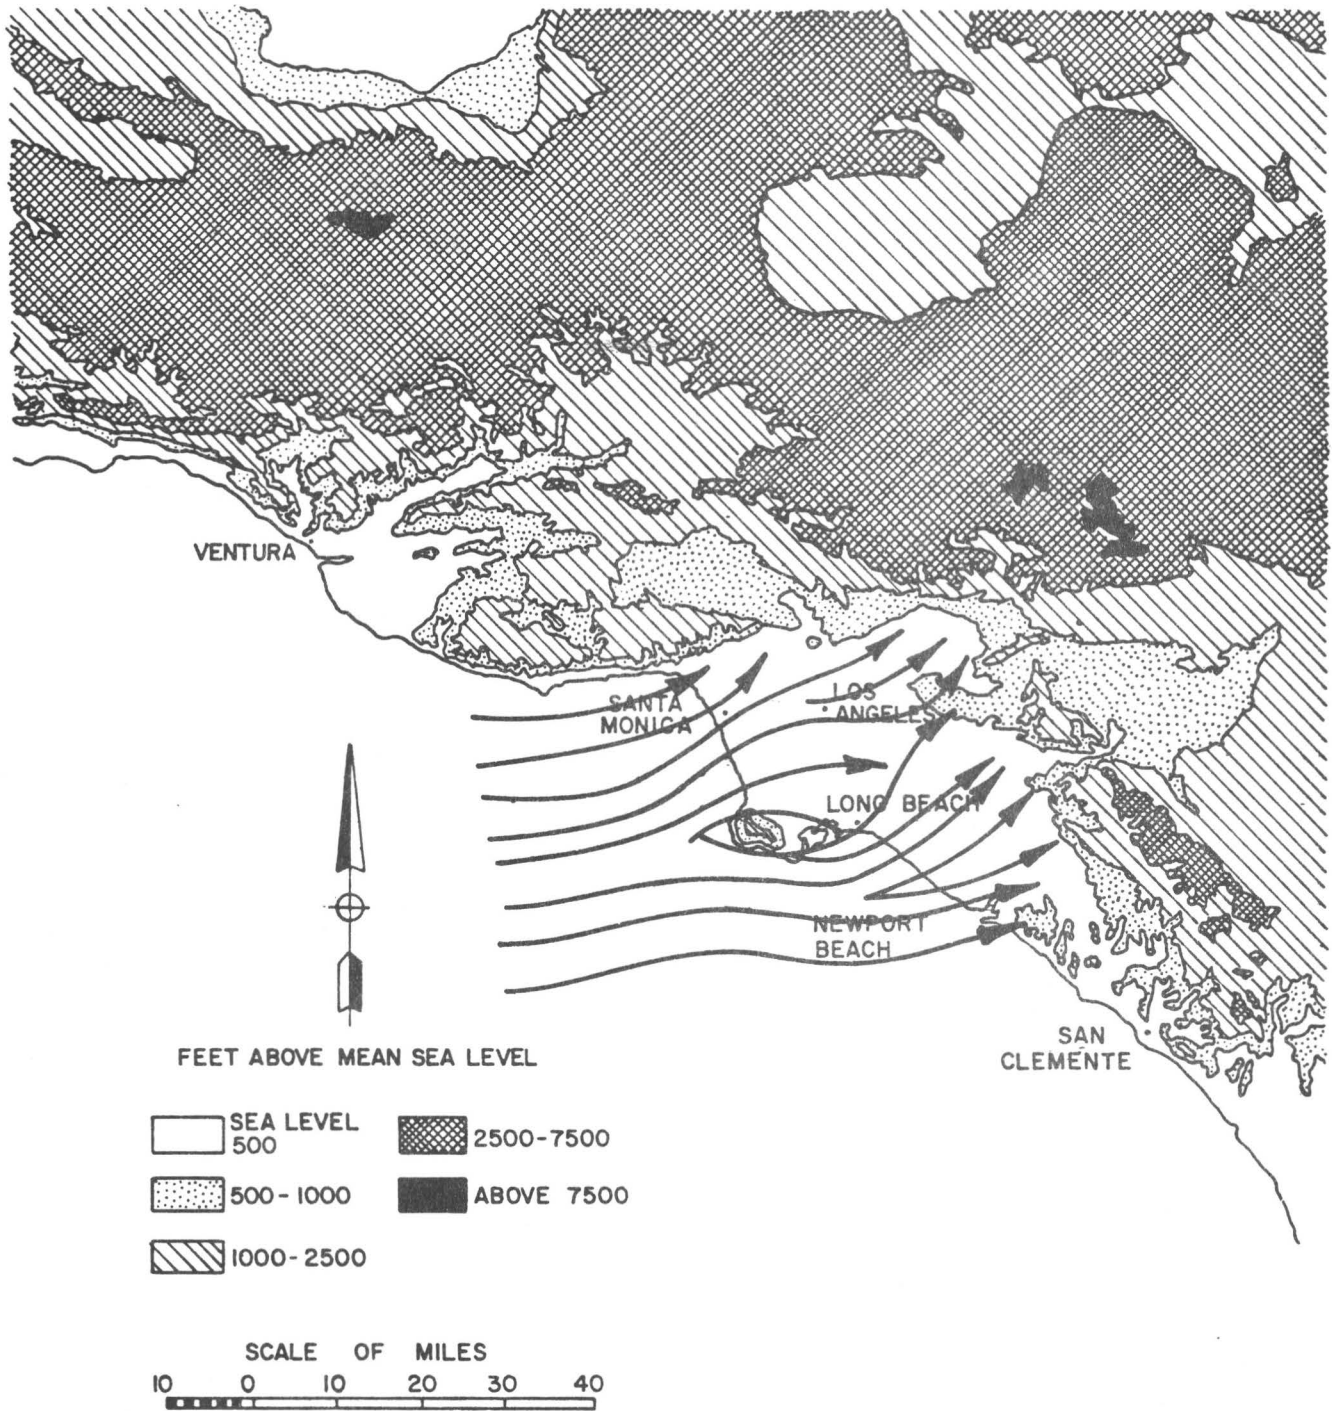 VENTURA
SANTA
MONICA
LOS
ANGELES
LONG BEACH
NEWPORT
BEACH
SAN
CLEMENTE
FEET ABOVE MEAN SEA LEVEL
SEA LEVEL
500
2500-7500
500-1000
ABOVE 7500
1000-2500
SCALE OF MILES
10 0 10 20 30 40